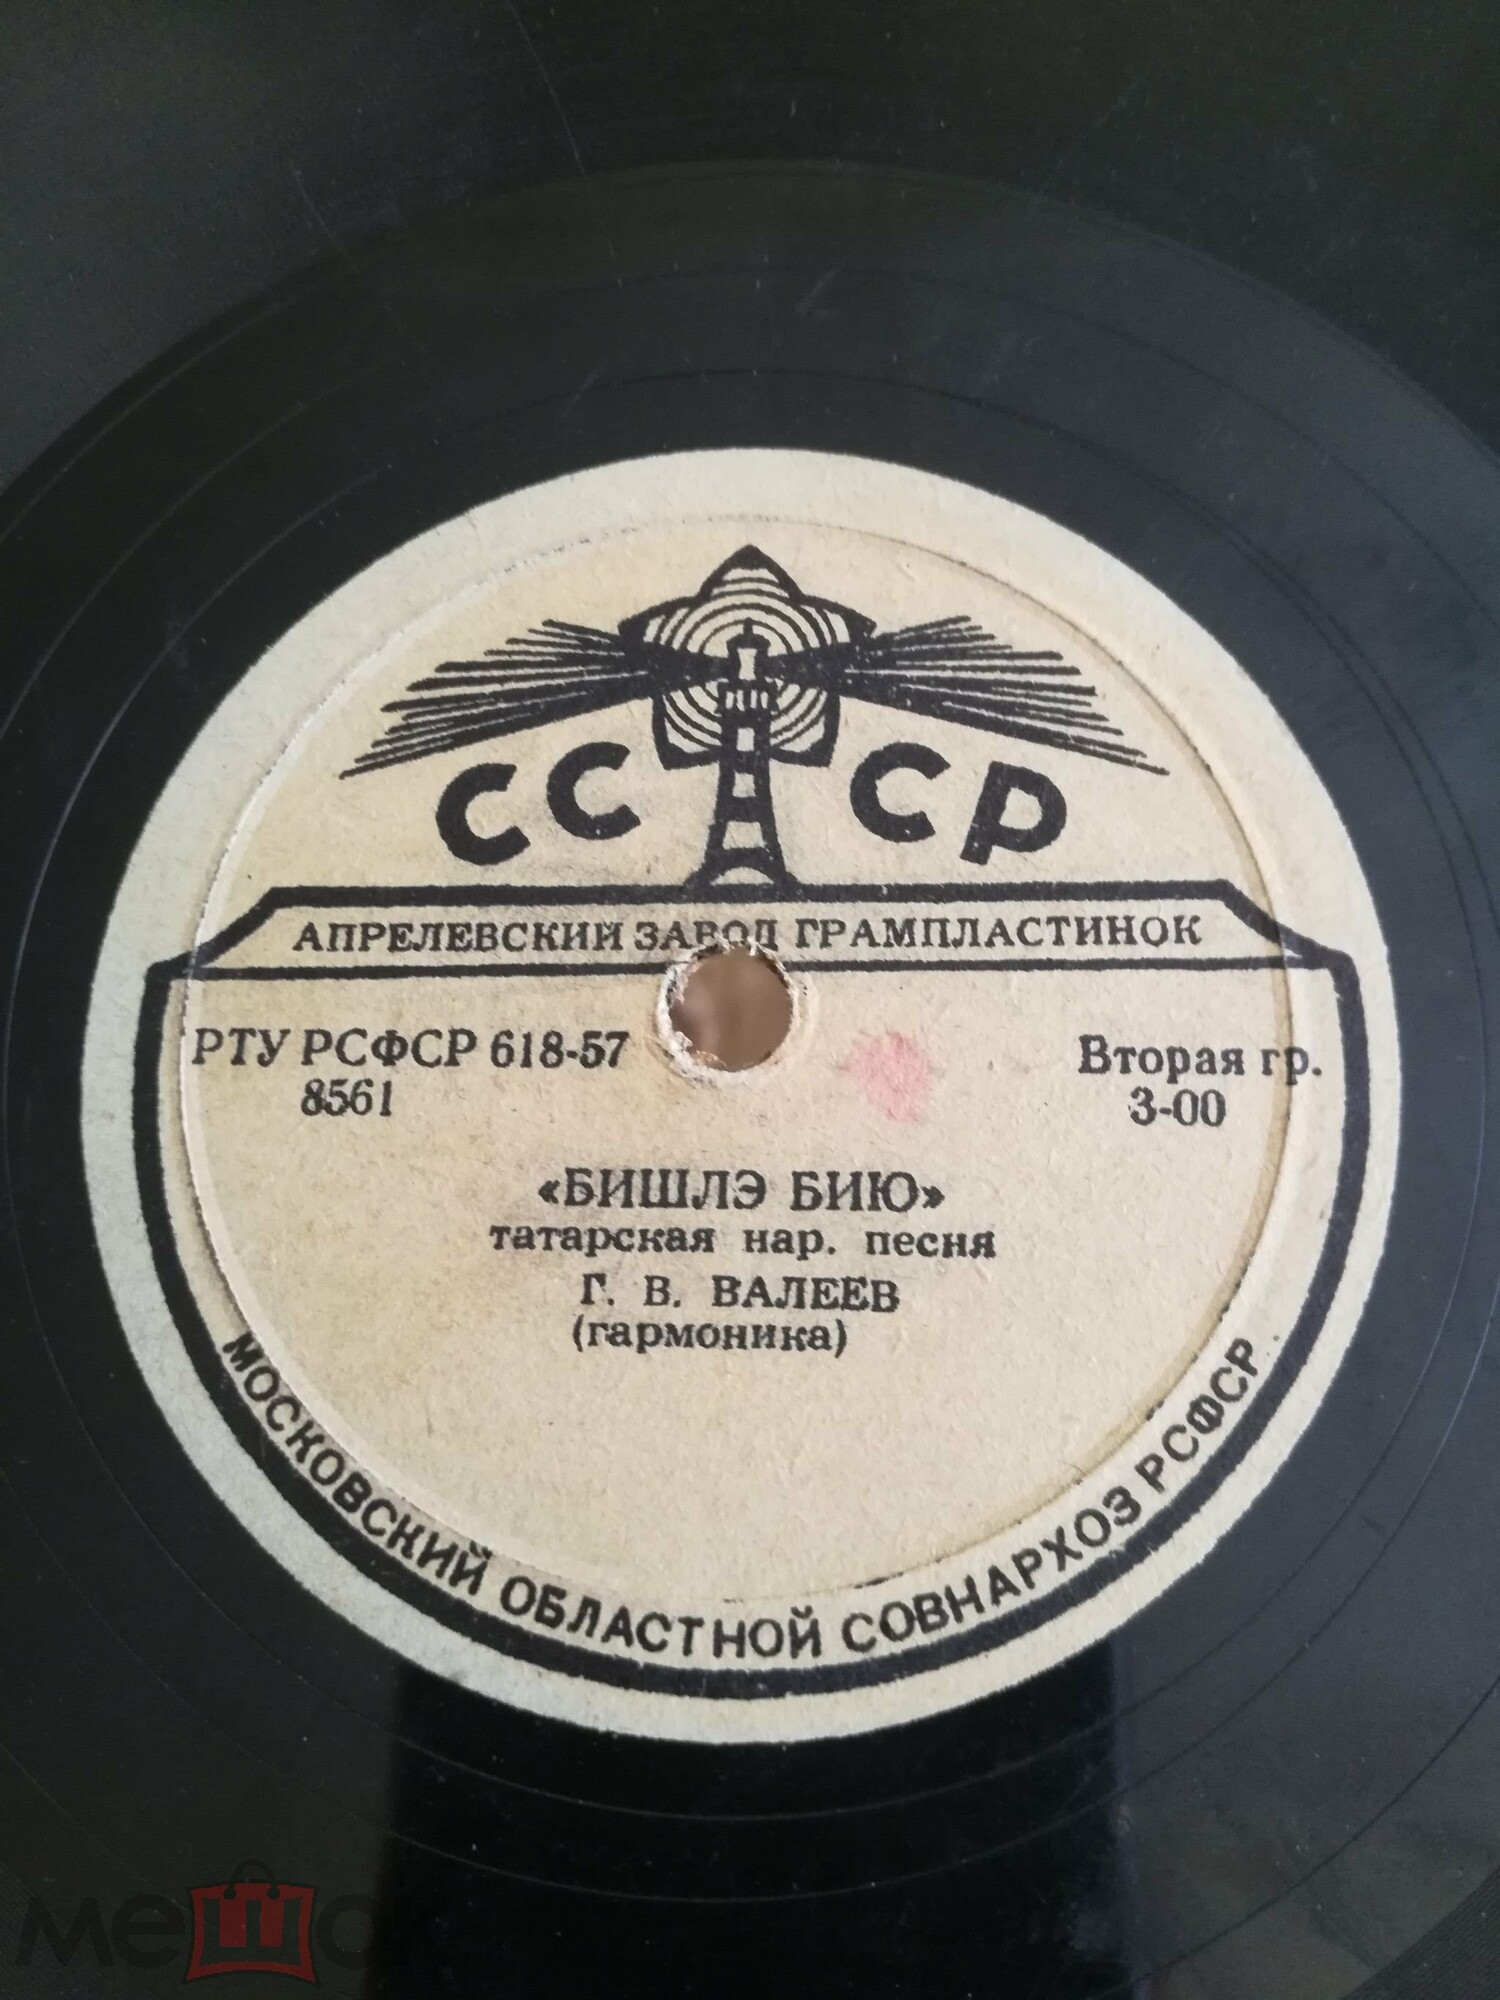 СССР
АПРЕЛЕВСКИЙ ЗАВОД ГРАМПЛАСТИНОК
РТУ РСФСР 618-57
8561
Вторая гр.
3-00
«БИШЛЭ БИЮ»
татарская нар. песня
Г. В. ВАЛЕЕВ
(гармоника)
МОСКОВСКИЙ ОБЛАСТНОЙ СОВНАРХОЗ РСФСР
мешок